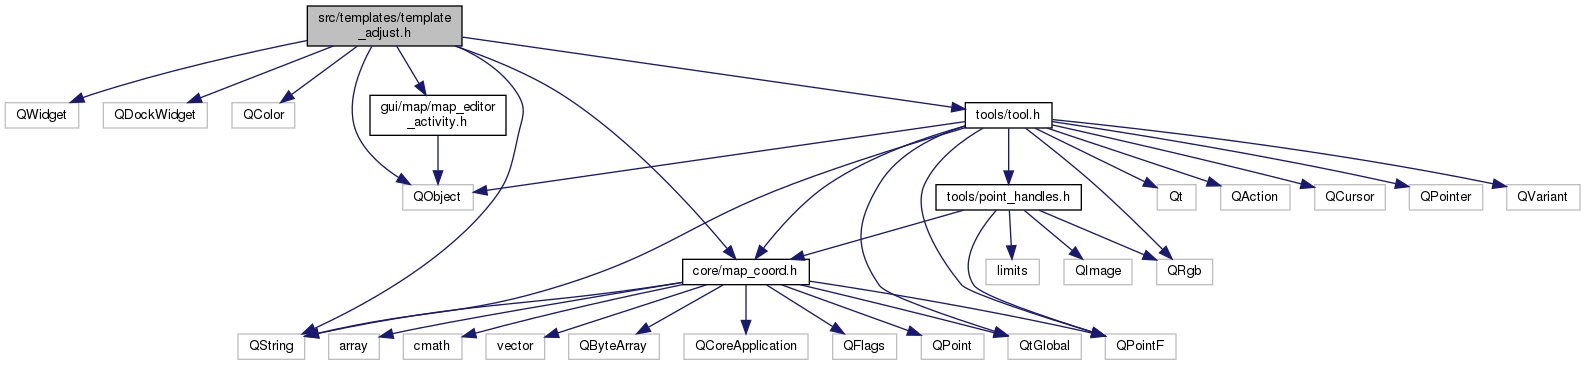 src/templates/template
_adjust.h
QWidget
QDockWidget
QColor
gui/map/map_editor
_activity.h
tools/tool.h
QObject
tools/point_handles.h
Qt
QAction
QCursor
QPointer
QVariant
core/map_coord.h
limits
QImage
QRgb
QString
array
cmath
vector
QByteArray
QCoreApplication
QFlags
QPoint
QtGlobal
QPointF